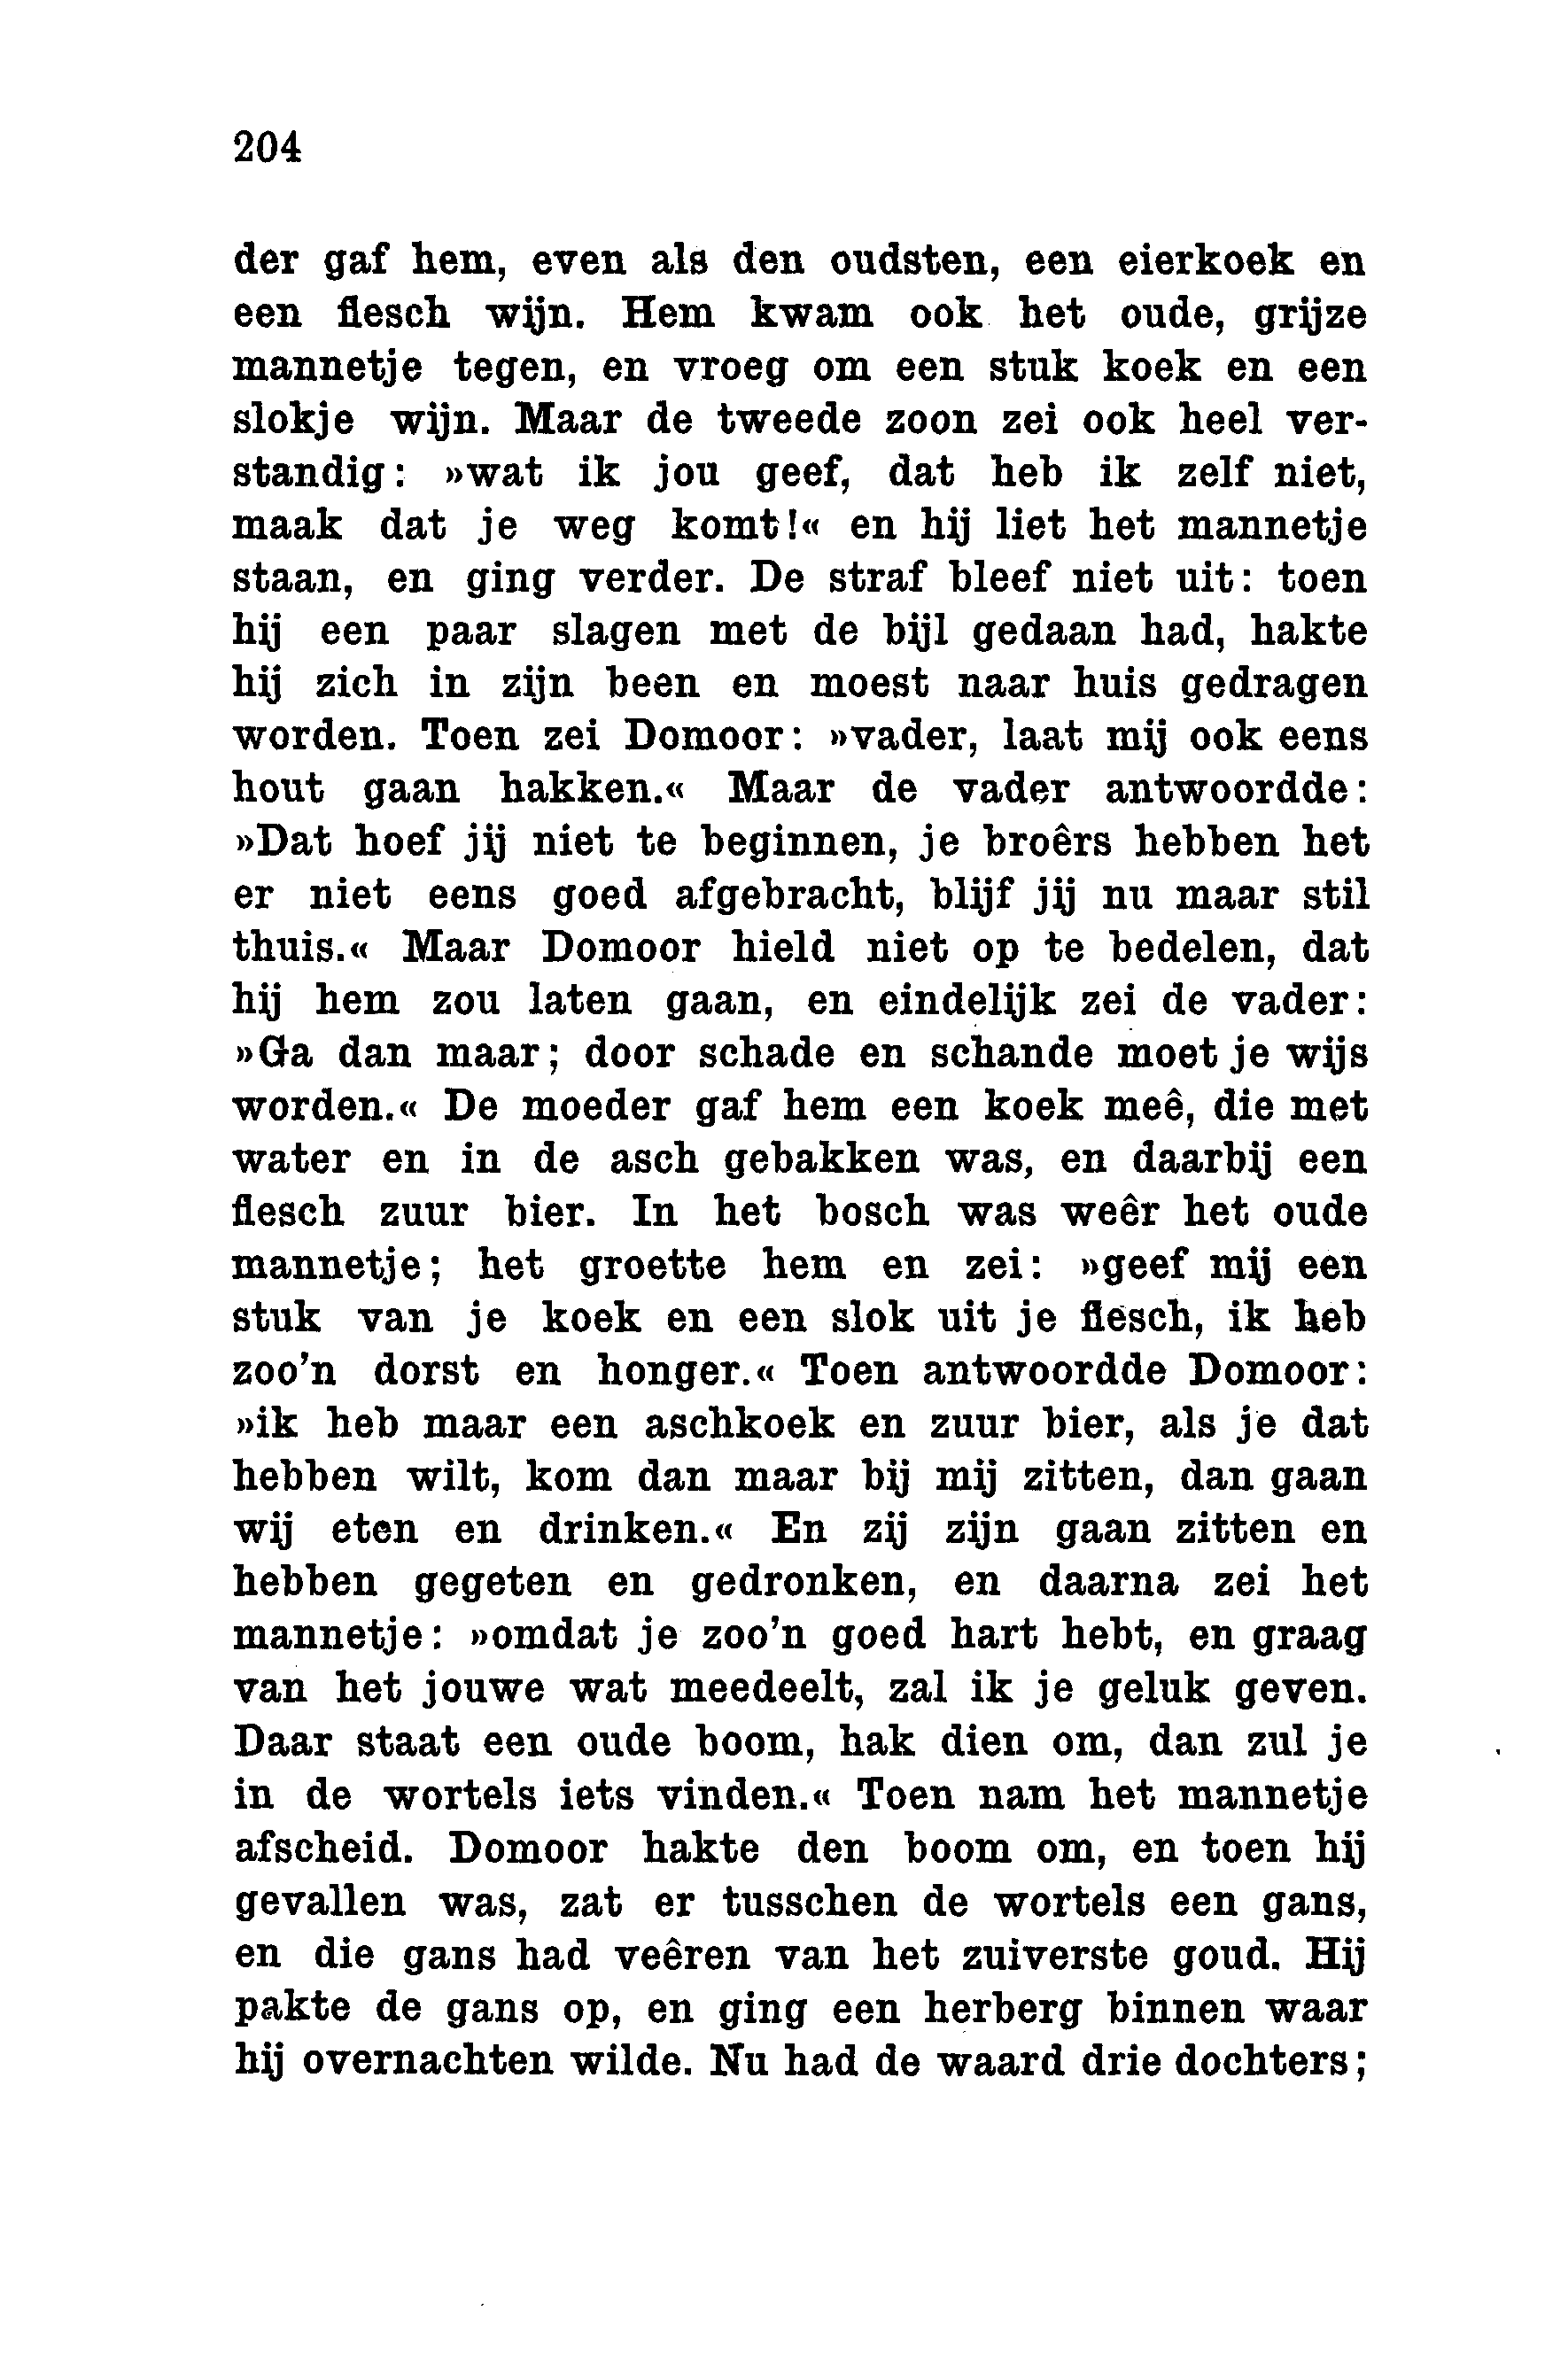 204
der gaf hem, even als den oudsten, een eierkoek en
een flesch wijn. Hem kwam ook het oude, grijze
mannetje tegen, en vroeg om een stuk koek en een
slokje wijn. Maar de tweede zoon zei ook heel ver-
standig: »wat ik jou geef, dat heb ik zelf niet,
maak dat je weg komt!« en hij liet het mannetje
staan, en ging verder. De straf bleef niet uit: toen
hij een paar slagen met de bijl gedaan had, hakte
hij zich in zijn been en moest naar huis gedragen
worden. Toen zei Domoor: »vader, laat mij ook eens
hout gaan hakken.« Maar de vader antwoordde:
»Dat hoef jij niet te beginnen, je broêrs hebben het
er niet eens goed afgebracht, blijf jij nu maar stil
thuis.« Maar Domoor hield niet op te bedelen, dat
hij hem zou laten gaan, en eindelijk zei de vader:
»Ga dan maar; door schade en schande moet je wijs
worden.« De moeder gaf hem een koek meê, die met
water en in de asch gebakken was, en daarbij een
flesch zuur bier. In het bosch was weêr het oude
mannetje; het groette hem en zei: »geef mij een
stuk van je koek en een slok uit je flesch, ik heb
zoo'n dorst en honger.« Toen antwoordde Domoor:
»ik heb maar een aschkoek en zuur bier, als je dat
hebben wilt, kom dan maar bij mij zitten, dan gaan
wij eten en drinken.« En zij zijn gaan zitten en
hebben gegeten en gedronken, en daarna zei het
mannetje: »omdat je zoo'n goed hart hebt, en graag
van het jouwe wat meedeelt, zal ik je geluk geven.
Daar staat een oude boom, hak dien om, dan zul je
in de wortels iets vinden.« Toen nam het mannetje
afscheid. Domoor hakte den boom om, en toen hij
gevallen was, zat er tusschen de wortels een gans,
en die gans had veêren van het zuiverste goud. Hij
pakte de gans op, en ging een herberg binnen waar
hij overnachten wilde. Nu had de waard drie dochters;